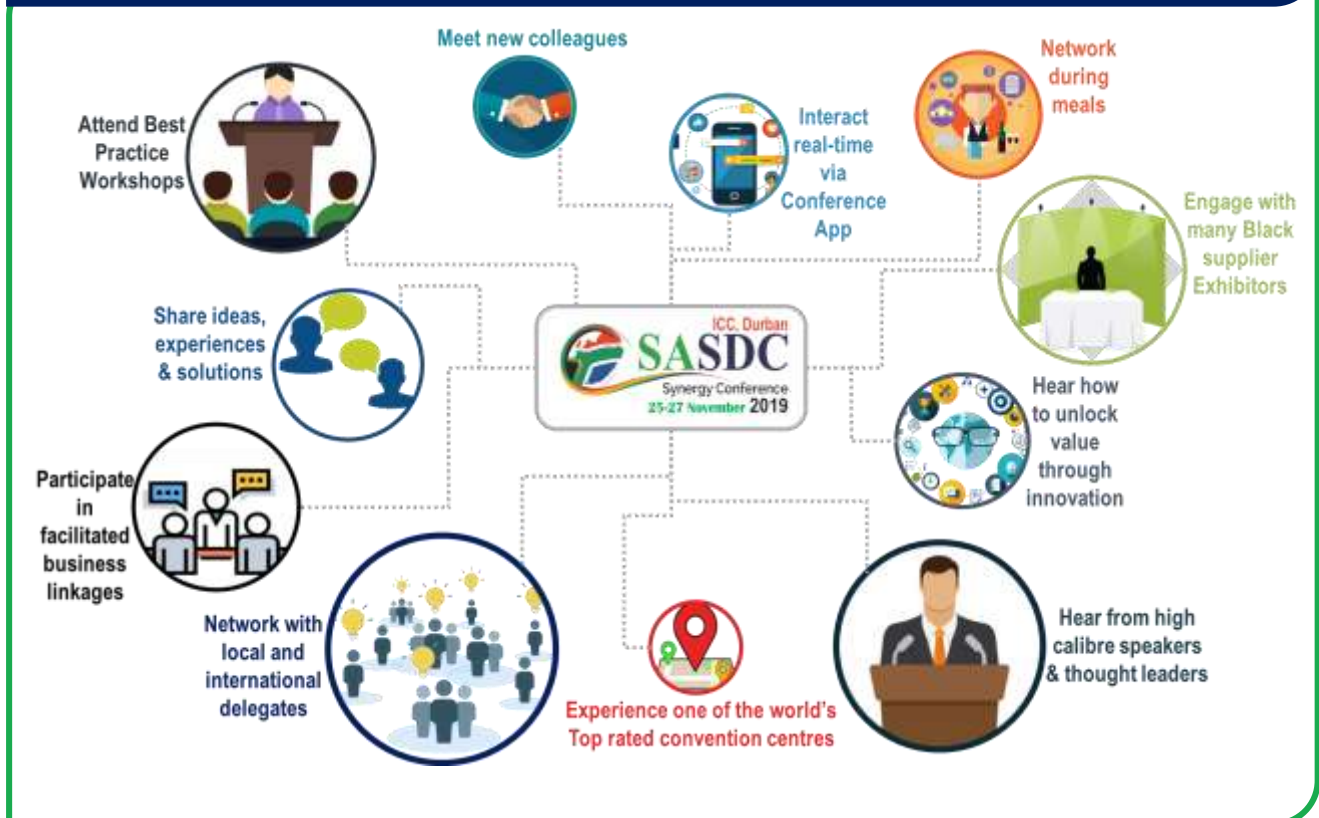 Meet new colleagues
Network
during
meals
Attend Best
Practice
Workshops
Interact
real-time
via
Conference
App
Engage with
many Black
supplier
Exhibitors
Share ideas,
experiences
& solutions
ICC, Durban
SASDC
Synergy Conference
25-27 November 2019
Hear how
to unlock
value
through
innovation
Participate
in
facilitated
business
linkages
Network with
local and
international
delegates
Experience one of the world's
Top rated convention centres
Hear from high
calibre speakers
& thought leaders